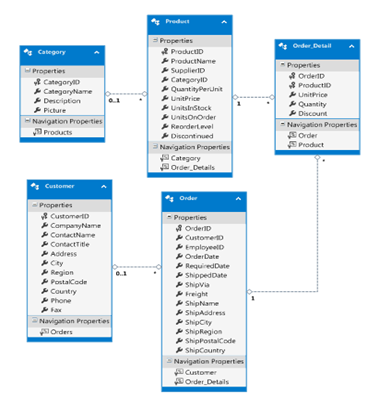 Category
Properties
CategoryID
CategoryName
Description
Picture
Navigation Properties
Products
0..1
*
Product
Properties
ProductID
ProductName
SupplierID
CategoryID
QuantityPerUnit
UnitPrice
UnitsInStock
UnitsOnOrder
ReorderLevel
Discontinued
Navigation Properties
Category
Order_Details
1
*
Order_Detail
Properties
OrderID
ProductID
UnitPrice
Quantity
Discount
Navigation Properties
Order
Product
*
Customer
Properties
CustomerID
CompanyName
ContactName
ContactTitle
Address
City
Region
PostalCode
Country
Phone
Fax
Navigation Properties
Orders
0..1
*
Order
Properties
OrderID
CustomerID
EmployeeID
OrderDate
RequiredDate
ShippedDate
ShipVia
Freight
ShipName
ShipAddress
ShipCity
ShipRegion
ShipPostalCode
ShipCountry
Navigation Properties
Customer
Order_Details
1